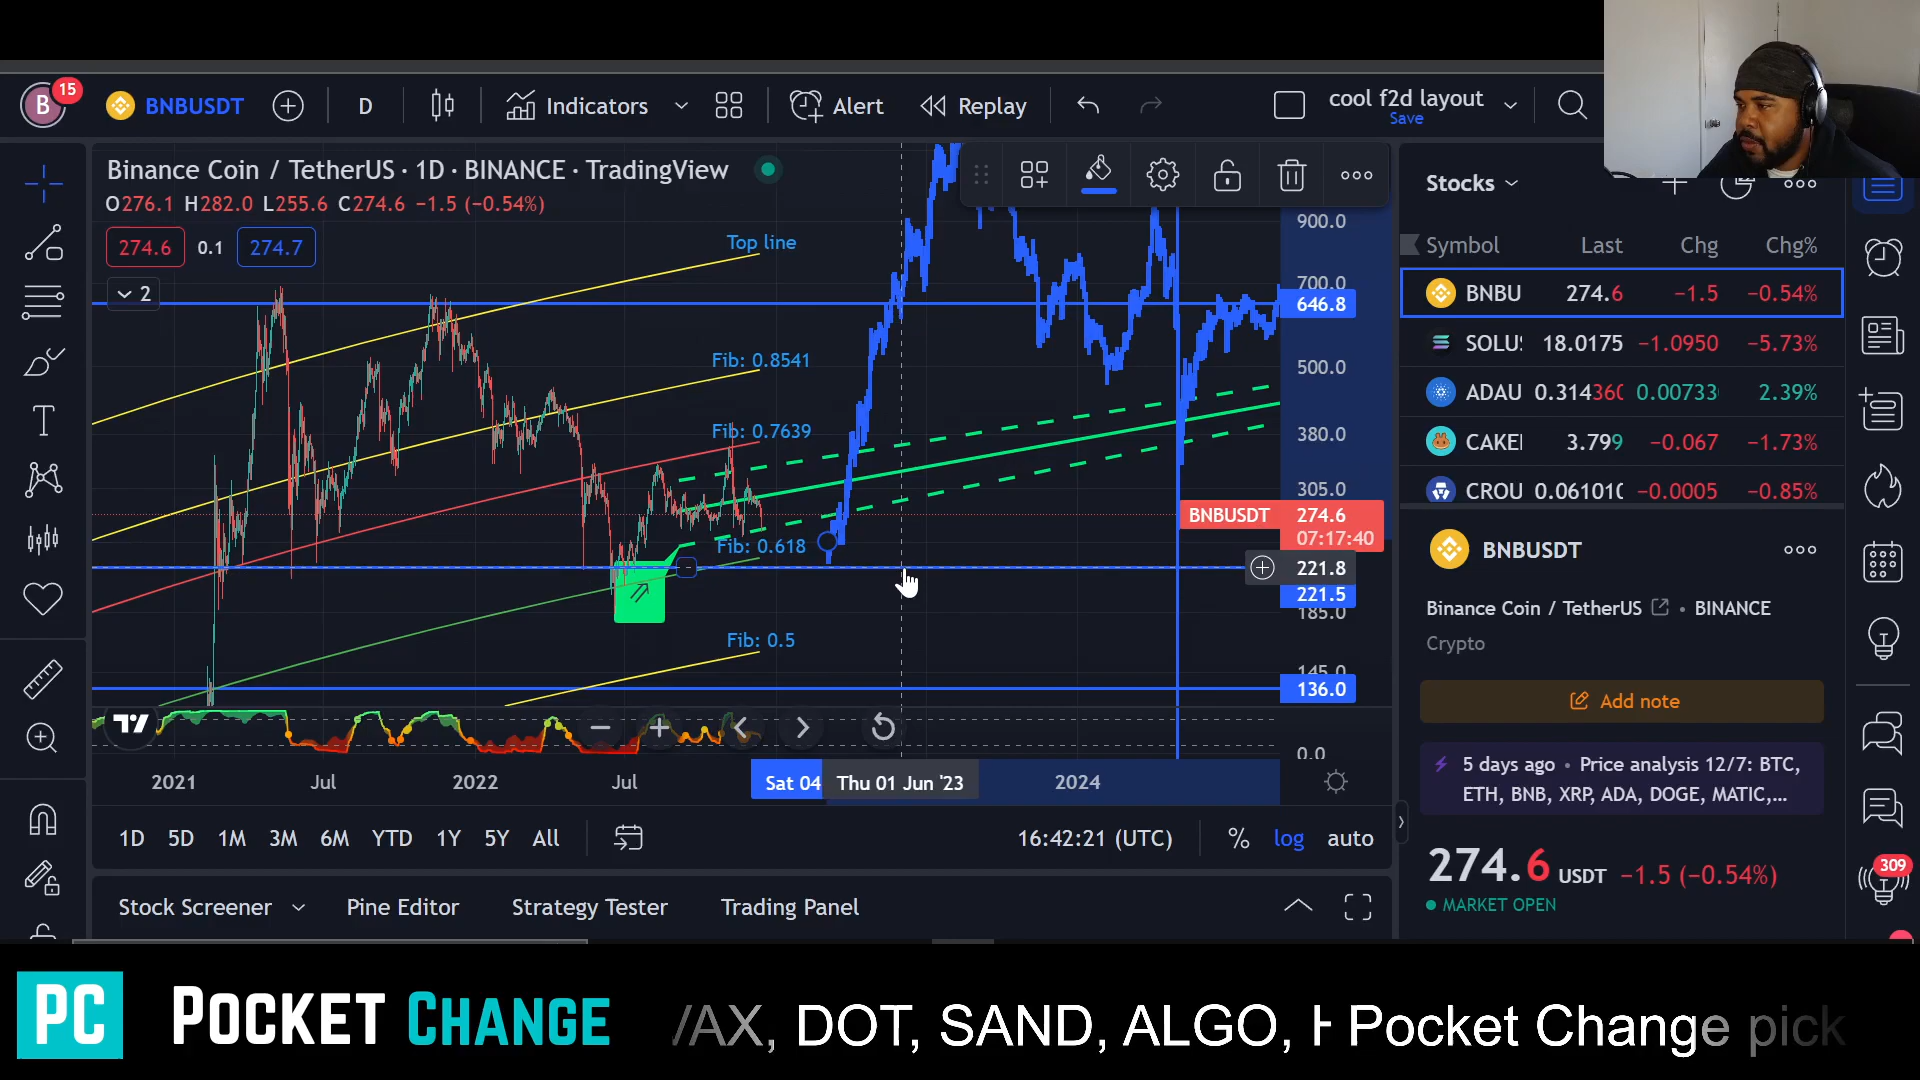 B 15 BNBUSDT D Indicators Alert Replay cool f2d layout
Save
Binance Coin / TetherUS · 1D · BINANCE · TradingView
O276.1 H282.0 L255.6 C274.6 −1.5 (−0.54%)
274.6 0.1 274.7
2
Top line
Fib: 0.8541
Fib: 0.7639
Fib: 0.618
Fib: 0.5
900.0
700.0
646.8
500.0
380.0
305.0
BNBUSDT 274.6
07:17:40
221.8
221.5
185.0
145.0
136.0
0.0
2021 Jul 2022 Jul Sat 04 Thu 01 Jun '23 2024
1D 5D 1M 3M 6M YTD 1Y 5Y All 16:42:21 (UTC) % log auto
Stock Screener Pine Editor Strategy Tester Trading Panel
Stocks
Symbol Last Chg Chg%
BNBU 274.6 −1.5 −0.54%
SOLU 18.0175 −1.0950 −5.73%
ADAU 0.31436 0.00733 2.39%
CAKE 3.799 −0.067 −1.73%
CROU 0.06101 −0.0005 −0.85%
BNBUSDT
Binance Coin / TetherUS • BINANCE
Crypto
Add note
5 days ago • Price analysis 12/7: BTC,
ETH, BNB, XRP, ADA, DOGE, MATIC,...
274.6 USDT −1.5 (−0.54%)
MARKET OPEN
309
PC POCKET CHANGE
VAX, DOT, SAND, ALGO, Pocket Change pick